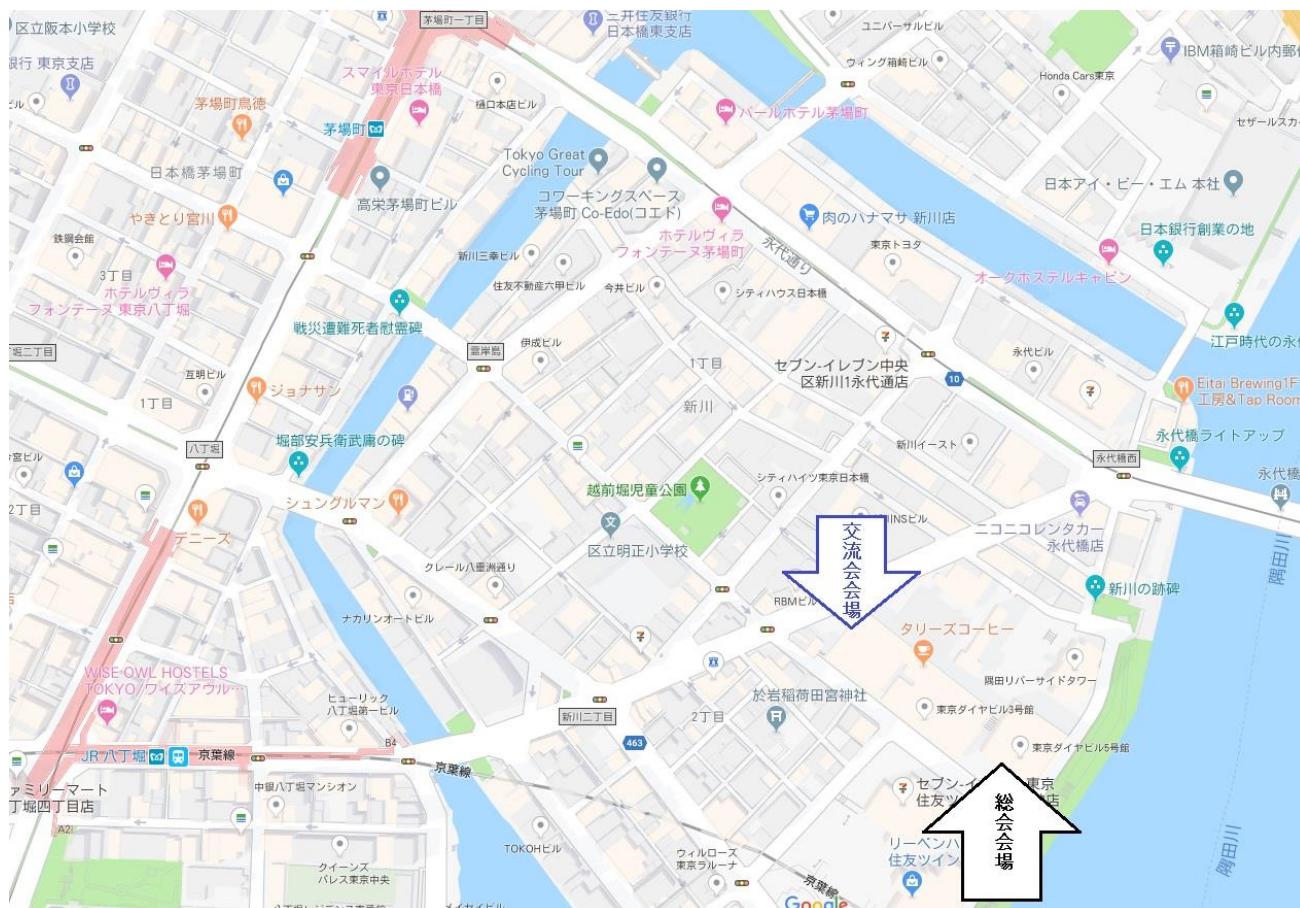 区立阪本小学校
茅場町一丁目
三井住友銀行
日本橋東支店
ユニバーサルビル
ウィング箱崎ビル
IBM箱崎ビル内郵便
Honda Cars東京
銀行 東京支店
スマイルホテル
東京日本橋
樋口本店ビル
茅場町鳥徳
茅場町
パールホテル茅場町
セザールスカ
日本橋茅場町
高栄茅場町ビル
Tokyo Great
Cycling Tour
コワーキングスペース
茅場町 Co-Edo(コエド)
日本アイ・ビー・エム 本社
やきとり宮川
肉のハナマサ 新川店
日本銀行創業の地
鉄鋼会館
3丁目
新川三幸ビル
ホテルヴィラ
フォンテーヌ茅場町
永代通り
東京トヨタ
オークホステルキャビン
ホテルヴィラ
フォンテーヌ 東京八丁堀
住友不動産六甲ビル
今井ビル
シティハウス日本橋
戦災遭難死者慰霊碑
江戸時代の永
霊岸島
伊成ビル
1丁目
セブン-イレブン中央
区新川1永代通店
永代ビル
丁堀二丁目
互明ビル
ジョナサン
10
Eitai Brewing1F
工房&Tap Room
1丁目
新川
新川イースト
永代橋西
永代橋ライトアップ
八丁堀
堀部安兵衛武庸の碑
シュングルマン
越前堀児童公園
シティハイツ東京日本橋
永代橋
2丁目
デニーズ
区立明正小学校
交流会会場
ニコニコレンタカー
永代橋店
隅田川
クレール八重洲通り
RBMビル
新川の跡碑
ナカリンオートビル
タリーズコーヒー
隅田リバーサイドタワー
WISE OWL HOSTELS
TOKYO ワイズアウル…
ヒューリック
八丁堀第一ビル
新川二丁目
2丁目
於岩稲荷田宮神社
東京ダイヤビル3号館
東京ダイヤビル5号館
JR 八丁堀
京葉線
B4
463
京葉線
ァミリーマート
丁堀四丁目店
中銀八丁堀マンション
総会会場
A2
TOKOHビル
ウィルローズ
東京ラルーナ
リーベンハ
住友ツイン
隅田川
クイーンズ
パレス東京中央
京葉線
Google
メイセイビル